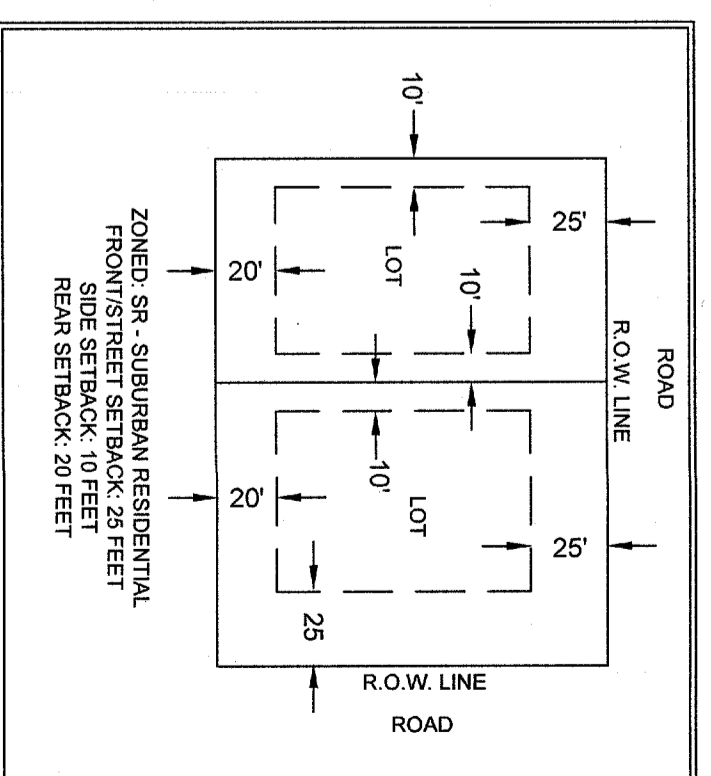 ROAD
R.O.W. LINE
10'
25'
LOT
10'
20'
25'
LOT
10'
20'
25
R.O.W. LINE
ROAD
ZONED: SR - SUBURBAN RESIDENTIAL
FRONT/STREET SETBACK: 25 FEET
SIDE SETBACK: 10 FEET
REAR SETBACK: 20 FEET